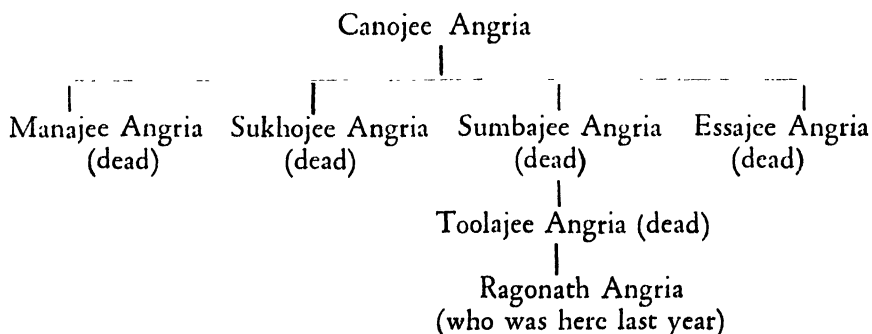 Canojee Angria
Manajee Angria Sukhojee Angria Sumbajee Angria Essajee Angria
(dead) (dead) (dead) (dead)
Toolajee Angria (dead)
Ragonath Angria
(who was here last year)